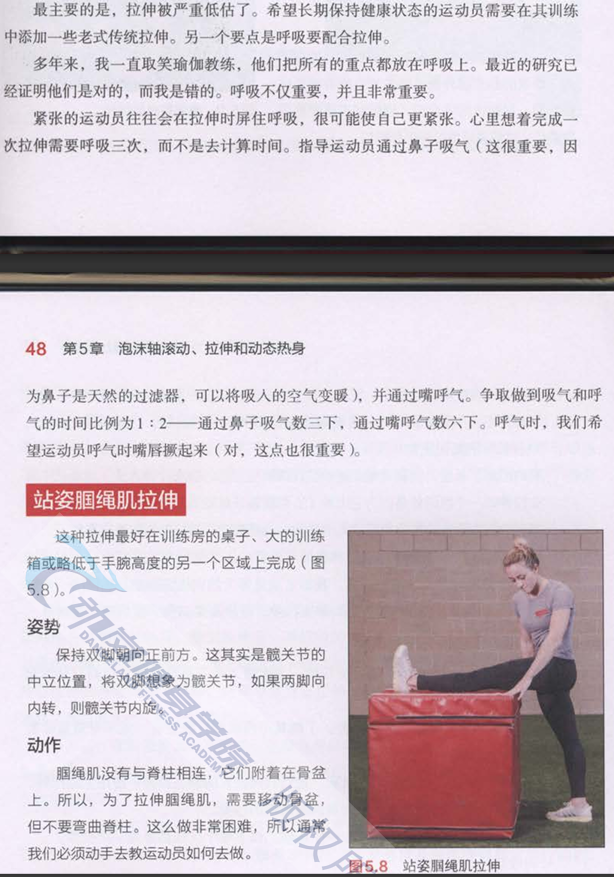 最主要的是，拉伸被严重低估了。希望长期保持健康状态的运动员需要在其训练
中添加一些老式传统拉伸。另一个要点是呼吸要配合拉伸。
多年来，我一直取笑瑜伽教练，他们把所有的重点都放在呼吸上。最近的研究已
经证明他们是对的，而我是错的。呼吸不仅重要，并且非常重要。
紧张的运动员往往会在拉伸时屏住呼吸，很可能使自己更紧张。心里想着完成一
次拉伸需要呼吸三次，而不是去计算时间。指导运动员通过鼻子吸气（这很重要，因
48 第5章 泡沫轴滚动、拉伸和动态热身
为鼻子是天然的过滤器，可以将吸入的空气变暖），并通过嘴呼气。争取做到吸气和呼
气的时间比例为1：2——通过鼻子吸气数三下，通过嘴呼气数六下。呼气时，我们希
望运动员呼气时嘴唇撅起来（对，这点也很重要）。
站姿腘绳肌拉伸
这种拉伸最好在训练房的桌子、大的训练
箱或略低于手腕高度的另一个区域上完成（图
5.8）。
姿势
保持双脚朝向正前方。这其实是髋关节的
中立位置，将双脚想象为髋关节，如果两脚向
内转，则髋关节内旋。
动作
腘绳肌没有与脊柱相连，它们附着在骨盆
上。所以，为了拉伸腘绳肌，需要移动骨盆，
但不要弯曲脊柱。这么做非常困难，所以通常
我们必须动手去教运动员如何去做。
图5.8 站姿腘绳肌拉伸
健身学院
FITNESS ACADEMY
版权所